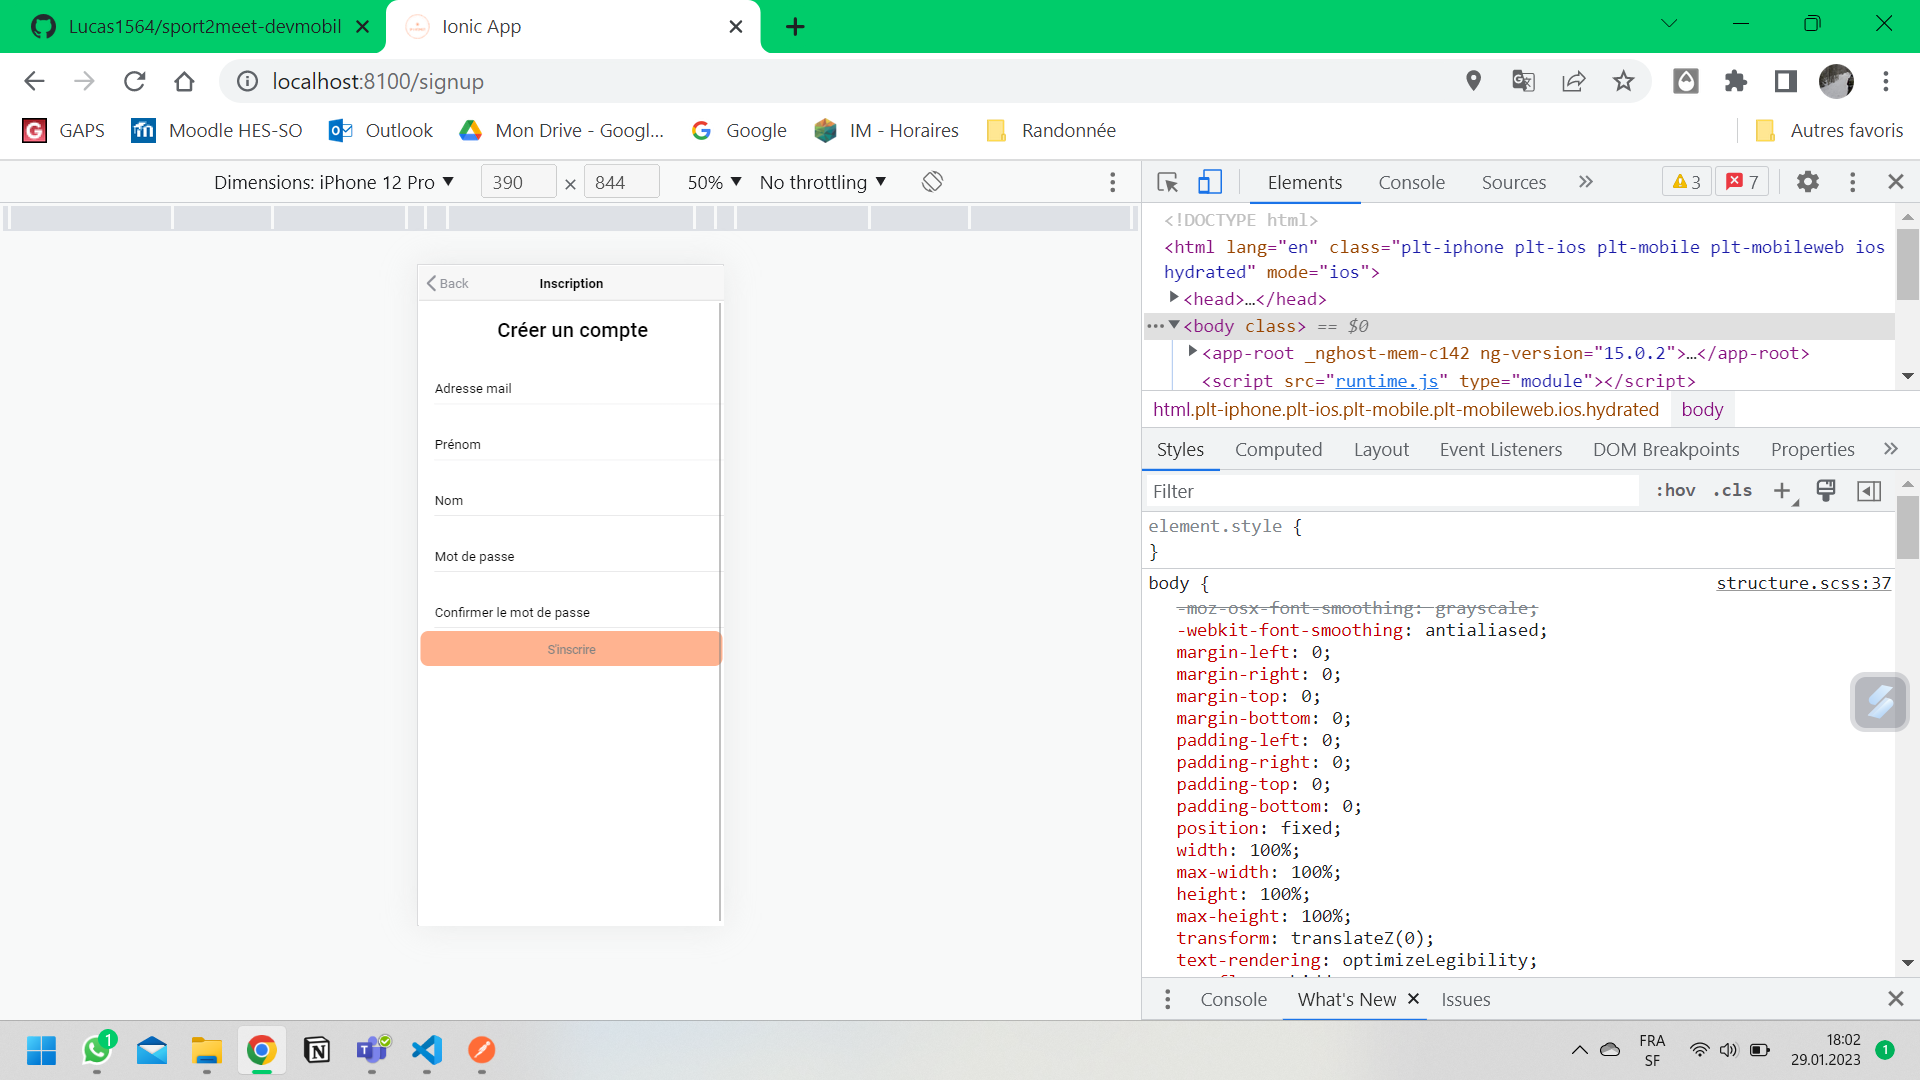 Lucas1564/sport2meet-devmobil
Ionic App
localhost:8100/signup
GAPS
Moodle HES-SO
Outlook
Mon Drive - Googl...
Google
IM - Horaires
Randonnée
Autres favoris
Dimensions: iPhone 12 Pro
390 × 844
50%
No throttling
Elements
Console
Sources
3
7
<!DOCTYPE html>
<html lang="en" class="plt-iphone plt-ios plt-mobile plt-mobileweb ios
hydrated" mode="ios">
<head>…</head>
<body class> == $0
<app-root _nghost-mem-c142 ng-version="15.0.2">…</app-root>
<script src="runtime.js" type="module"></script>
html.plt-iphone.plt-ios.plt-mobile.plt-mobileweb.ios.hydrated
body
Styles
Computed
Layout
Event Listeners
DOM Breakpoints
Properties
Filter
:hov
.cls
element.style {
}
body {
structure.scss:37
-moz-osx-font-smoothing: grayscale;
-webkit-font-smoothing: antialiased;
margin-left: 0;
margin-right: 0;
margin-top: 0;
margin-bottom: 0;
padding-left: 0;
padding-right: 0;
padding-top: 0;
padding-bottom: 0;
position: fixed;
width: 100%;
max-width: 100%;
height: 100%;
max-height: 100%;
transform: translateZ(0);
text-rendering: optimizeLegibility;
Console
What's New
Issues
Back
Inscription
Créer un compte
Adresse mail
Prénom
Nom
Mot de passe
Confirmer le mot de passe
S'inscrire
1
FRA
SF
18:02
29.01.2023
1